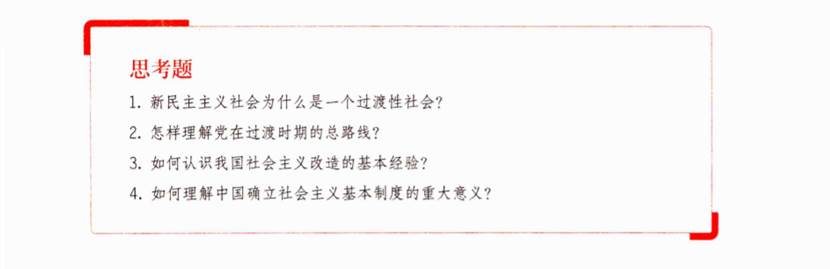 思考题
1. 新民主主义社会为什么是一个过渡性社会?
2. 怎样理解党在过渡时期的总路线?
3. 如何认识我国社会主义改造的基本经验?
4. 如何理解中国确立社会主义基本制度的重大意义?